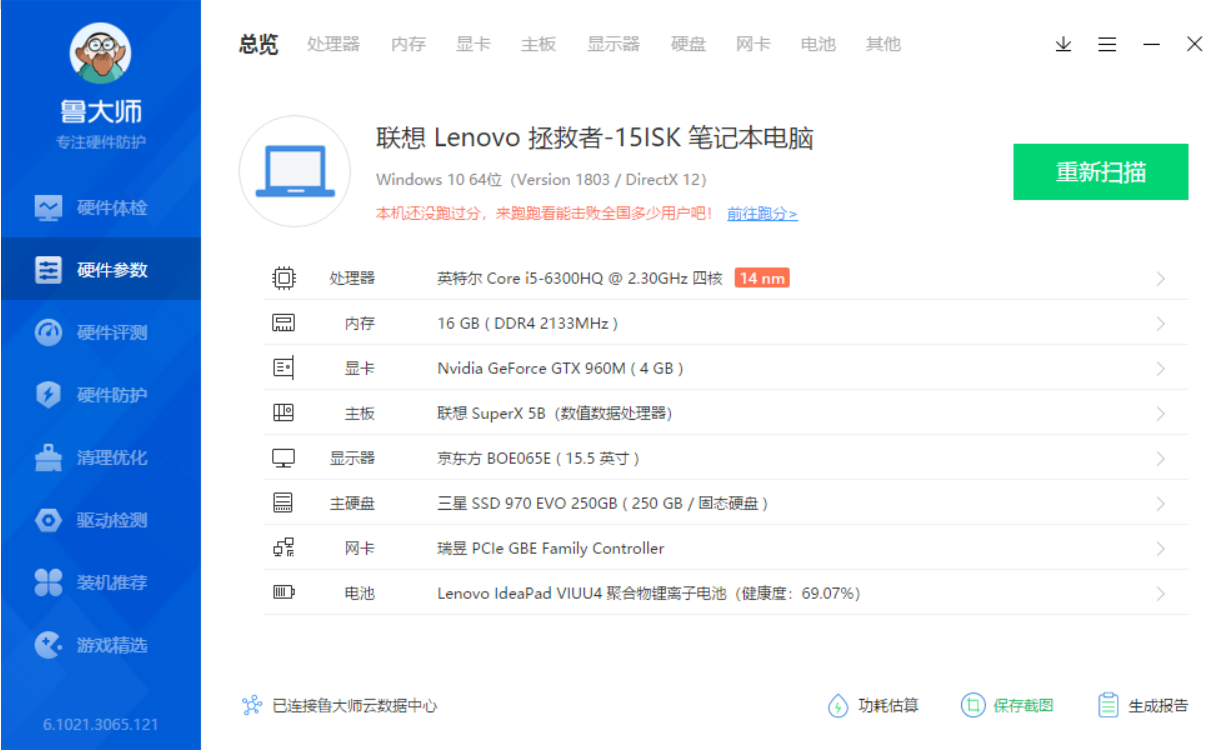 鲁大师
专注硬件防护
硬件体检
硬件参数
硬件评测
硬件防护
清理优化
驱动检测
装机推荐
游戏精选
6.1021.3065.121
总览 处理器 内存 显卡 主板 显示器 硬盘 网卡 电池 其他
联想 Lenovo 拯救者-15ISK 笔记本电脑
Windows 10 64位（Version 1803 / DirectX 12）
本机还没跑过分，来跑跑看能击败全国多少用户吧！ 前往跑分>
重新扫描
处理器 英特尔 Core i5-6300HQ @ 2.30GHz 四核 14 nm
内存 16 GB ( DDR4 2133MHz )
显卡 Nvidia GeForce GTX 960M ( 4 GB )
主板 联想 SuperX 5B（数值数据处理器）
显示器 京东方 BOE065E ( 15.5 英寸 )
主硬盘 三星 SSD 970 EVO 250GB ( 250 GB / 固态硬盘 )
网卡 瑞昱 PCIe GBE Family Controller
电池 Lenovo IdeaPad VIUU4 聚合物锂离子电池（健康度：69.07%）
已连接鲁大师云数据中心
功耗估算 保存截图 生成报告